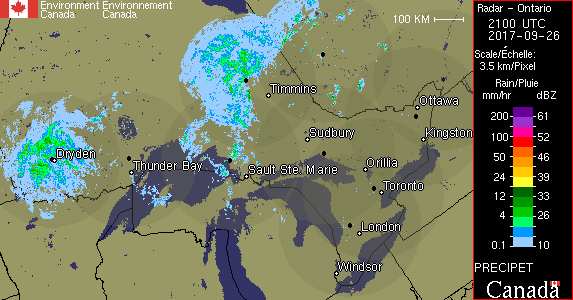 Environment Environnement
Canada Canada
100 KM
Timmins
Ottawa
Sudbury
Kingston
Dryden
Thunder Bay
Sault Ste. Marie
Orillia
Toronto
London
Windsor
Radar - Ontario
2100 UTC
2017-09-26
Scale/Échelle:
3.5 km/Pixel
Rain/Pluie
mm/hr dBZ
200 61
100 56
100 52
50 46
24 39
12 33
4 26
0.1 10
PRECIPET
Canada